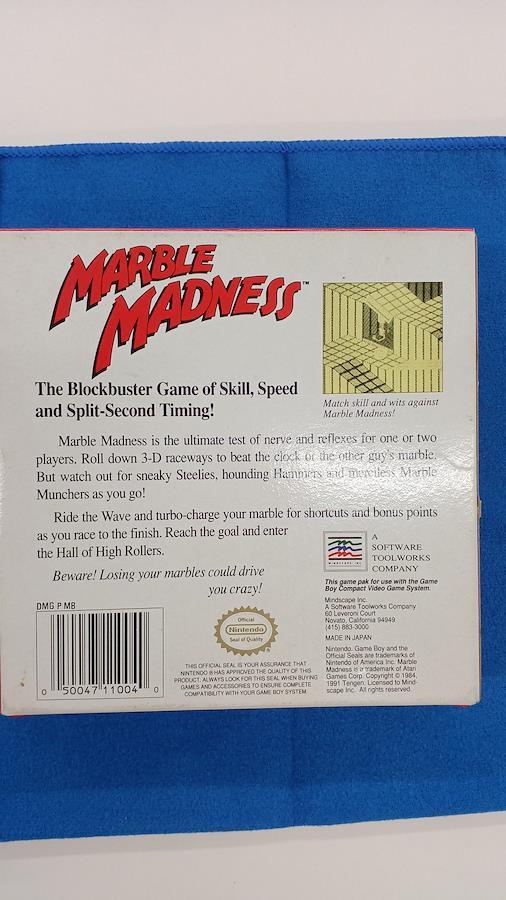 MARBLE
MADNESS™
The Blockbuster Game of Skill, Speed
and Split-Second Timing!
Match skill and wits against
Marble Madness!
Marble Madness is the ultimate test of nerve and reflexes for one or two
players. Roll down 3-D raceways to beat the clock or the other guy's marble.
But watch out for sneaky Steelies, hounding Hammers and merciless Marble
Munchers as you go!
Ride the Wave and turbo-charge your marble for shortcuts and bonus points
as you race to the finish. Reach the goal and enter
the Hall of High Rollers.
Beware! Losing your marbles could drive
you crazy!
MINDSCAPE INC
A
SOFTWARE
TOOLWORKS
COMPANY
This game pak for use with the Game
Boy Compact Video Game System.
Mindscape Inc.
A Software Toolworks Company
60 Leveroni Court
Novato, California 94949
(415) 883-3000
MADE IN JAPAN
Nintendo, Game Boy and the
Official Seals are trademarks of
Nintendo of America Inc. Marble
Madness is a trademark of Atari
Games Corp. Copyright © 1984,
1991 Tengen. Licensed to Mind-
scape Inc. All rights reserved.
DMG P MB
0 50047 11004 0
Official
Nintendo
Seal of Quality
THIS OFFICIAL SEAL IS YOUR ASSURANCE THAT
NINTENDO ® HAS APPROVED THE QUALITY OF THIS
PRODUCT. ALWAYS LOOK FOR THIS SEAL WHEN BUYING
GAMES AND ACCESSORIES TO ENSURE COMPLETE
COMPATIBILITY WITH YOUR GAME BOY SYSTEM.